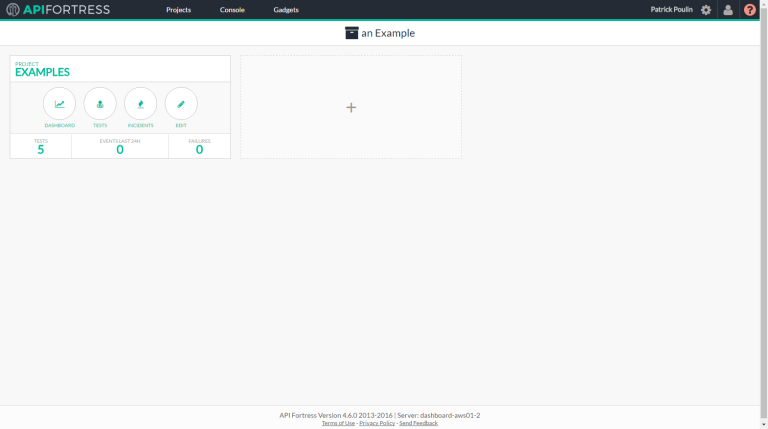 APIFORTRESS Projects Console Gadgets Patrick Poulin ?
an Example
PROJECT
EXAMPLES
DASHBOARD TESTS INCIDENTS EDIT
TESTS EVENTS LAST 24H FAILURES
5 0 0
+
API Fortress Version 4.6.0 2013-2016 | Server: dashboard-aws01-2
Terms of Use - Privacy Policy - Send Feedback